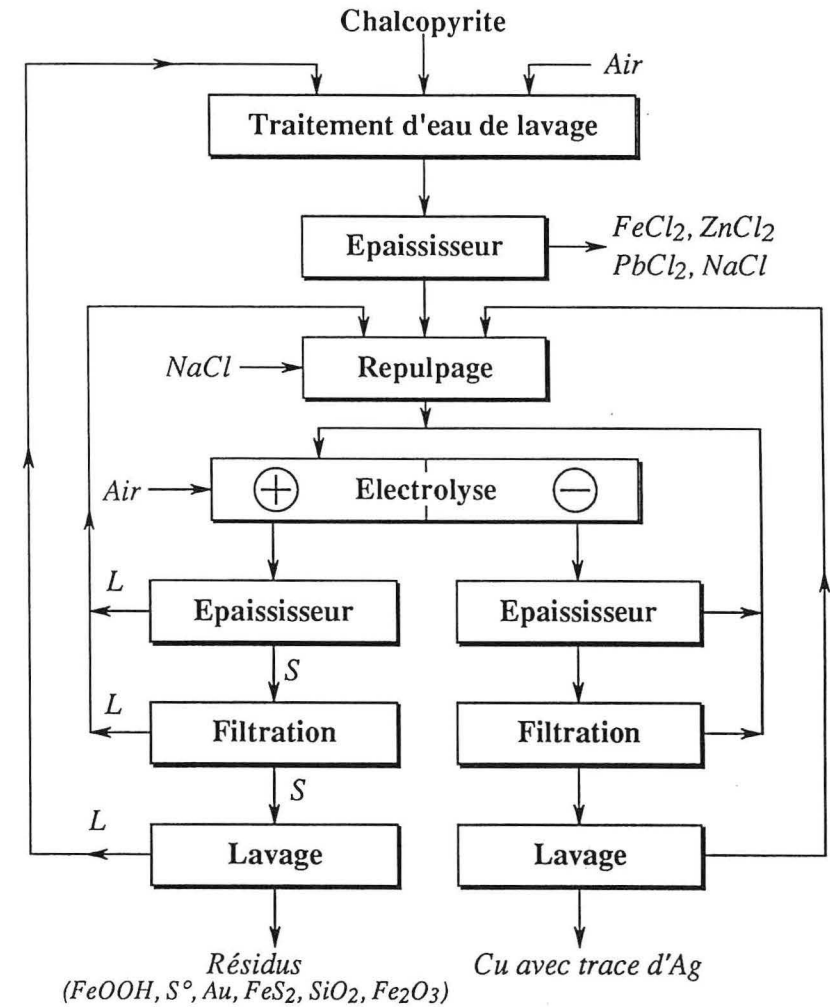 Chalcopyrite
Air
Traitement d'eau de lavage
Epaississeur
FeCl₂, ZnCl₂
PbCl₂, NaCl
NaCl
Repulpage
Air
+ Electrolyse −
L
Epaississeur
Epaississeur
S
L
Filtration
Filtration
S
L
Lavage
Lavage
Résidus
(FeOOH, S°, Au, FeS₂, SiO₂, Fe₂O₃)
Cu avec trace d'Ag